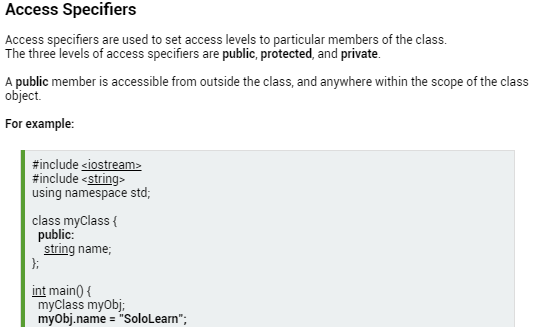 Access Specifiers
Access specifiers are used to set access levels to particular members of the class.
The three levels of access specifiers are public, protected, and private.
A public member is accessible from outside the class, and anywhere within the scope of the class
object.
For example:
#include <iostream>
#include <string>
using namespace std;
class myClass {
public:
string name;
};
int main() {
myClass myObj;
myObj.name = "SoloLearn";